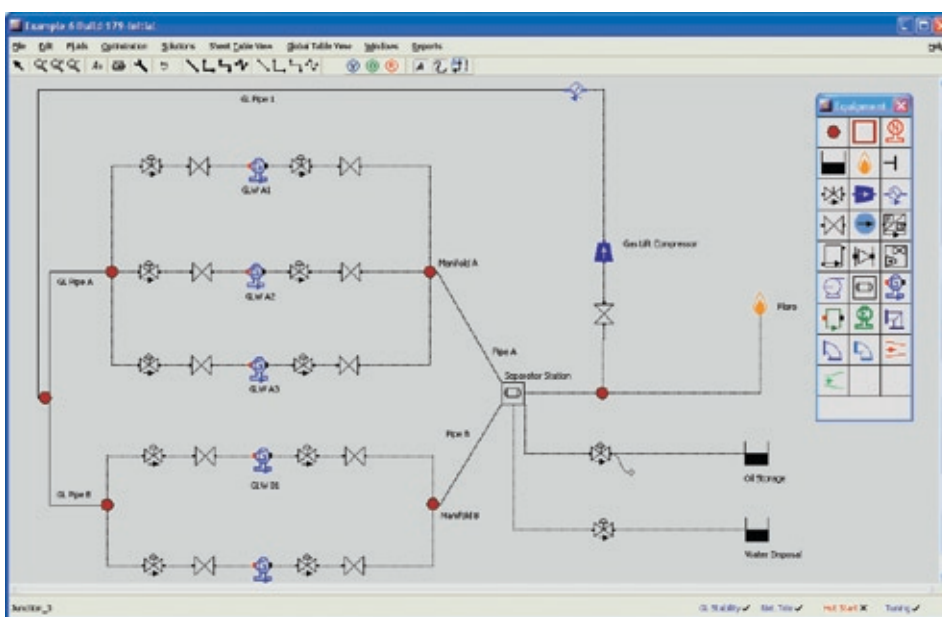 Example 6 Build 179-Initial
File Edit Fluids Optimization Solutions Sheet Table View Global Table View Windows Reports
GL Pipe 1
Equipment
GLW A1
Gas Lift Compressor
Manifold A
GL Pipe A
GLW A2
Flare
Pipe A
Separator Station
GLW A3
Pipe B
GLW B1
Oil Storage
GL Pipe B
Manifold B
Water Disposal
Junction_3
GL Stability Net. Tole Hot Start Tuning